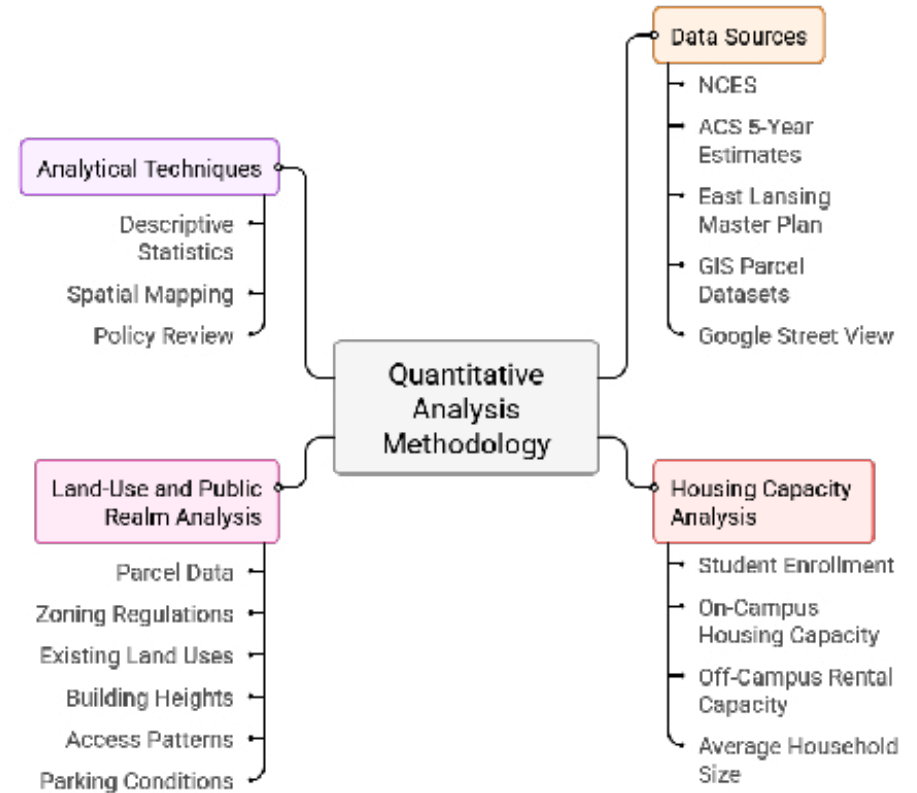 Quantitative
Analysis
Methodology
Analytical Techniques
Descriptive
Statistics
Spatial Mapping
Policy Review
Data Sources
NCES
ACS 5-Year
Estimates
East Lansing
Master Plan
GIS Parcel
Datasets
Google Street View
Land-Use and Public
Realm Analysis
Parcel Data
Zoning Regulations
Existing Land Uses
Building Heights
Access Patterns
Parking Conditions
Housing Capacity
Analysis
Student Enrollment
On-Campus
Housing Capacity
Off-Campus Rental
Capacity
Average Household
Size